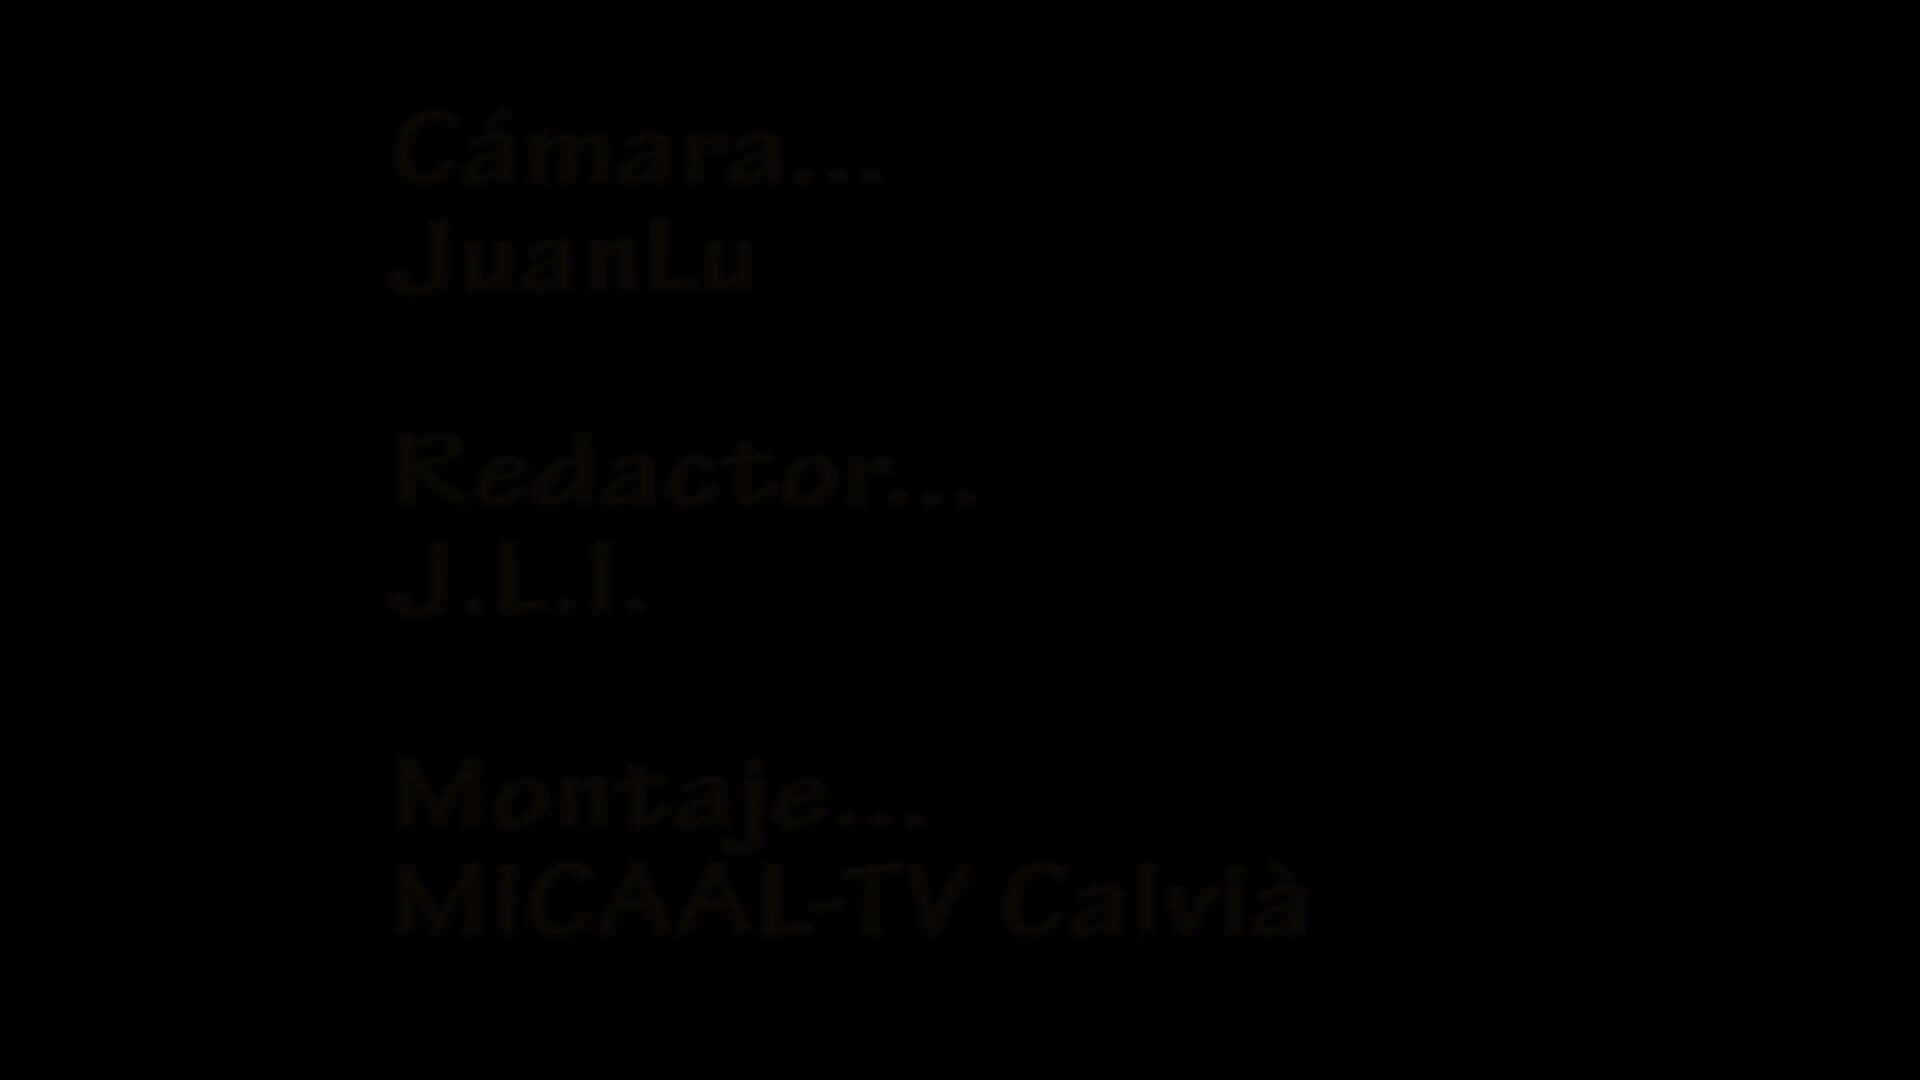 Cámara...
JuanLu
Redactor...
J.L.I.
Montaje...
MICAAL-TV Calvià